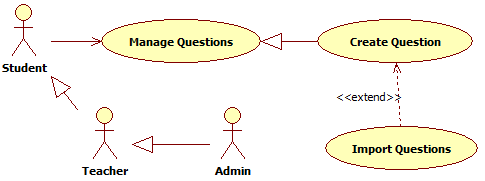 Manage Questions
Create Question
Student
<<extend>>
Import Questions
Teacher
Admin